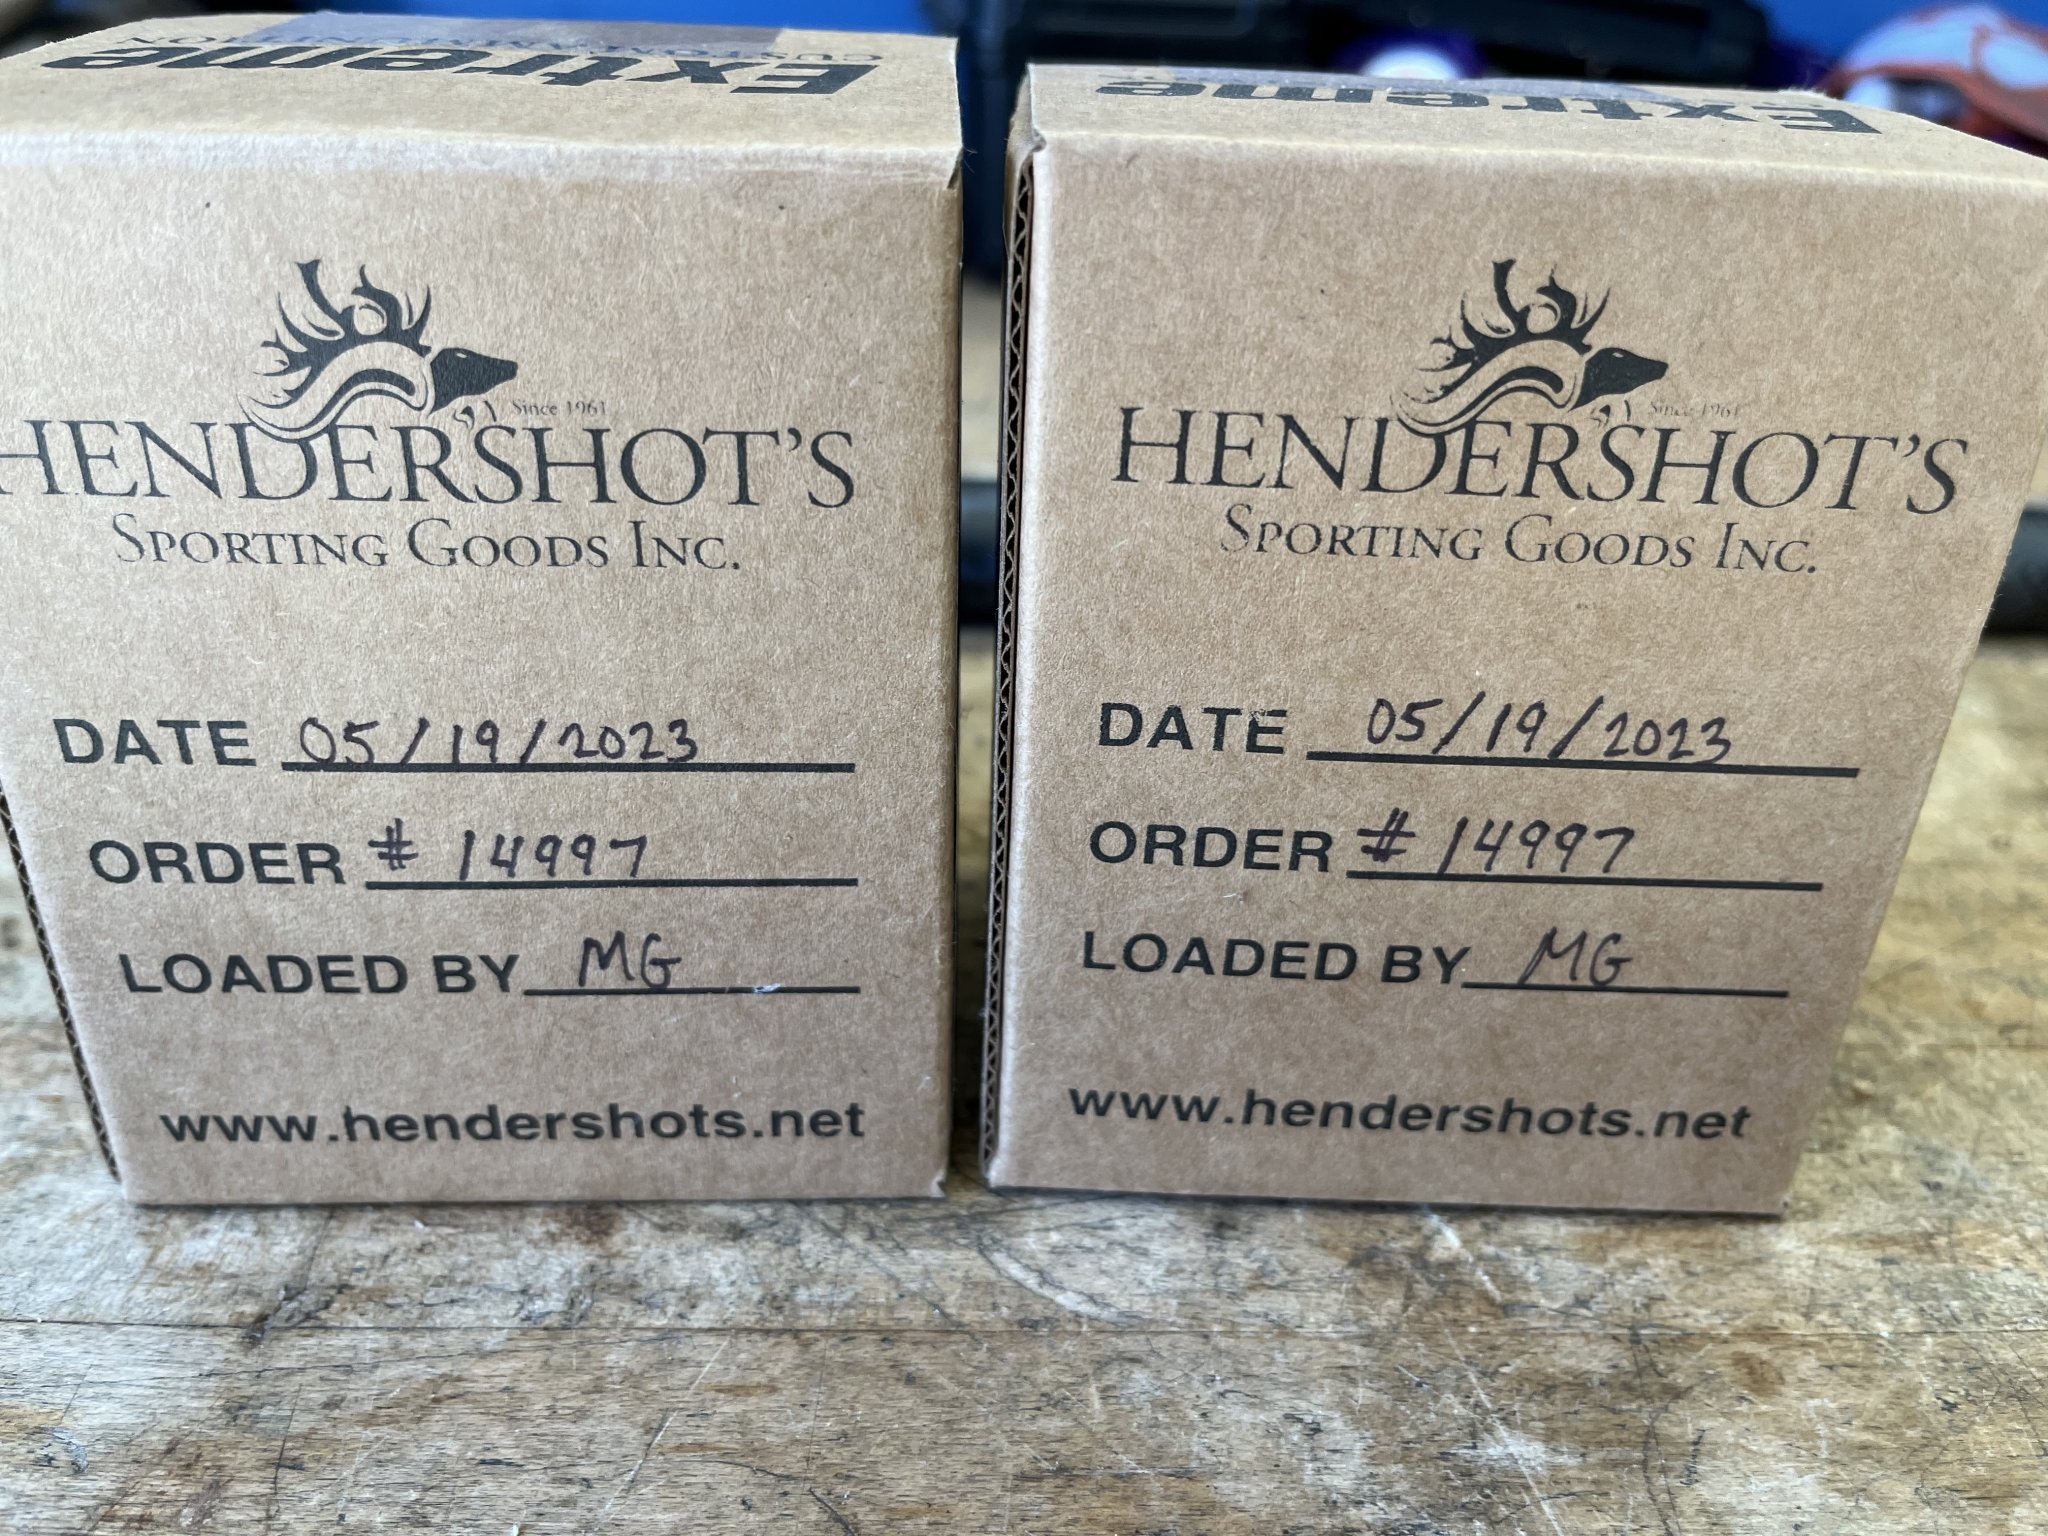 Extreme
CUSTOM AMMUNITION
Since 1961
HENDERSHOT'S
SPORTING GOODS INC.
DATE 05/19/2023
ORDER # 14997
LOADED BY MG
www.hendershots.net
Extreme
Since 1961
HENDERSHOT'S
SPORTING GOODS INC.
DATE 05/19/2023
ORDER # 14997
LOADED BY MG
www.hendershots.net